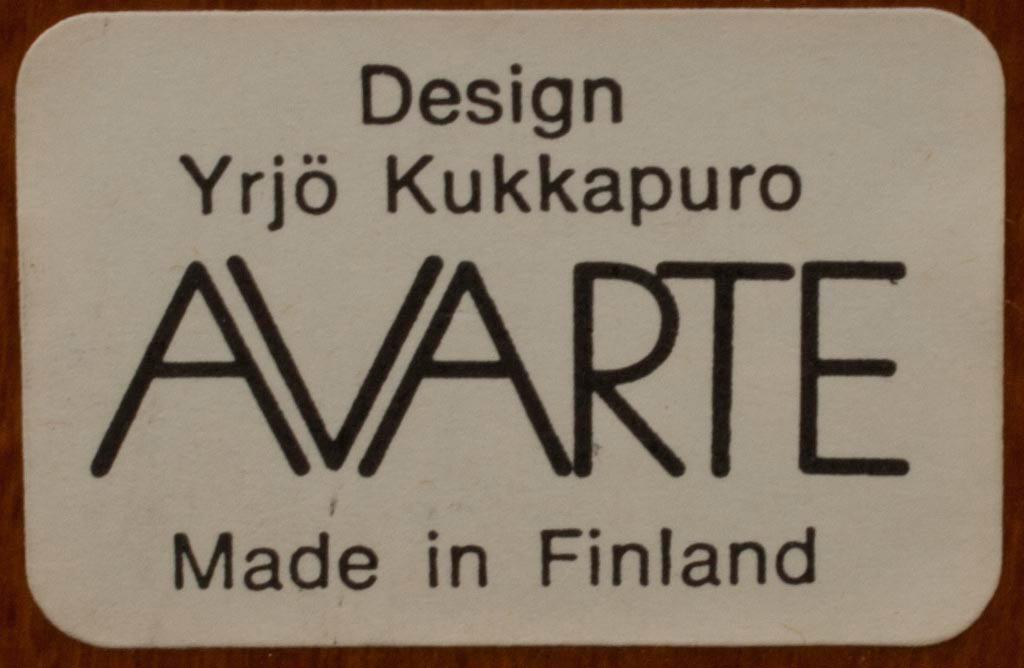 Design
Yrjö Kukkapuro
AVARTE
Made in Finland